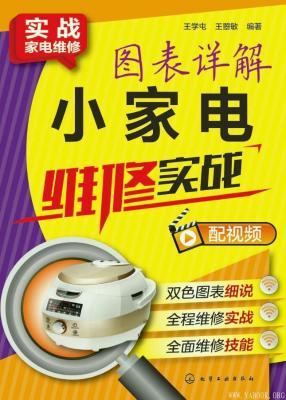 实战
家电维修
王学屯 王曌敏 编著
图表详解
小家电
维修实战
配视频
双色图表细说
全程维修实战
全面维修技能
化学工业出版社
WWW.YABOOK.ORG